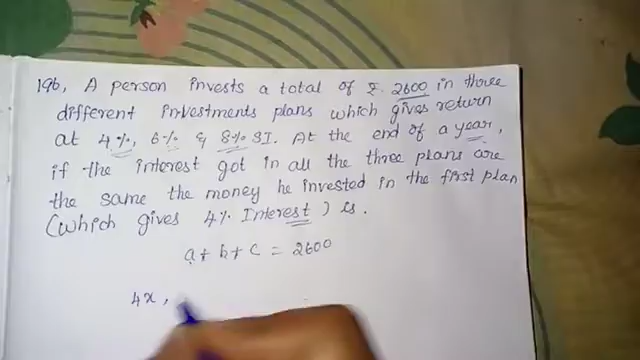 196, A person invests a total of ₹. 2600 in three
different investments plans which gives return
at 4%, 6% & 8% SI. At the end of a year,
if the interest got in all the three plans are
the same the money he invested in the first plan
(which gives 4% Interest) is.
a + b + c = 2600
4x,